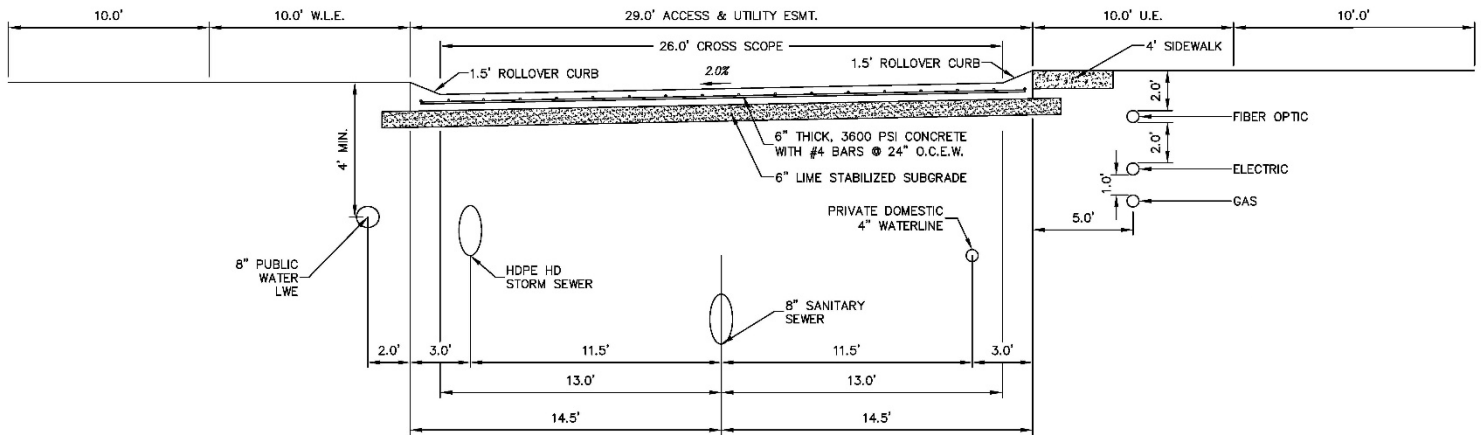 10.0'
10.0' W.L.E.
29.0' ACCESS & UTILITY ESMT.
10.0' U.E.
10'.0'
26.0' CROSS SCOPE
4' SIDEWALK
1.5' ROLLOVER CURB
2.0%
1.5' ROLLOVER CURB
2.0'
FIBER OPTIC
4' MIN.
6" THICK, 3600 PSI CONCRETE
WITH #4 BARS @ 24" O.C.E.W.
2.0'
6" LIME STABILIZED SUBGRADE
ELECTRIC
1.0'
GAS
PRIVATE DOMESTIC
4" WATERLINE
5.0'
8" PUBLIC
WATER
LWE
HDPE HD
STORM SEWER
8" SANITARY
SEWER
2.0'
3.0'
11.5'
11.5'
3.0'
13.0'
13.0'
14.5'
14.5'